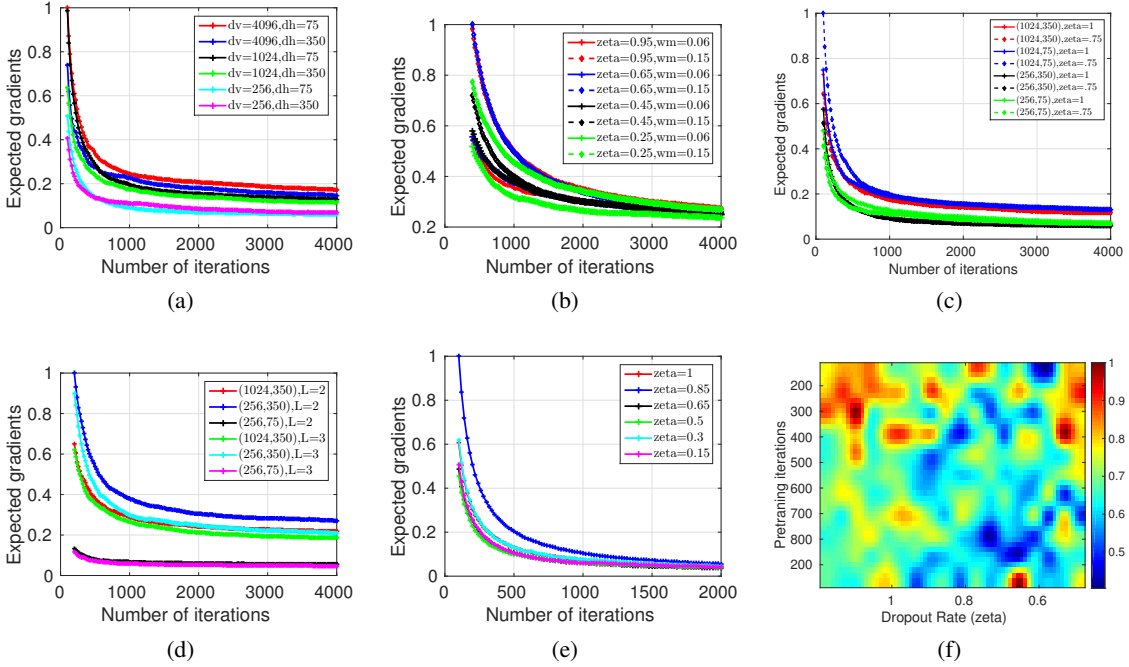 Expected gradients
1
0.8
0.6
0.4
0.2
0
0 1000 2000 3000 4000
Number of iterations
dv=4096,dh=75
dv=4096,dh=350
dv=1024,dh=75
dv=1024,dh=350
dv=256,dh=75
dv=256,dh=350
(a)
Expected gradients
1
0.9
0.8
0.7
0.6
0.5
0.4
0.3
0.2
0 1000 2000 3000 4000
Number of iterations
zeta=0.95,wm=0.06
zeta=0.95,wm=0.15
zeta=0.65,wm=0.06
zeta=0.65,wm=0.15
zeta=0.45,wm=0.06
zeta=0.45,wm=0.15
zeta=0.25,wm=0.06
zeta=0.25,wm=0.15
(b)
Expected gradients
1
0.8
0.6
0.4
0.2
0
0 1000 2000 3000 4000
Number of iterations
(1024,350),zeta=1
(1024,350),zeta=.75
(1024,75),zeta=1
(1024,75),zeta=.75
(256,350),zeta=1
(256,350),zeta=.75
(256,75),zeta=1
(256,75),zeta=.75
(c)
Expected gradients
1
0.8
0.6
0.4
0.2
0
0 1000 2000 3000 4000
Number of iterations
(1024,350),L=2
(256,350),L=2
(256,75),L=2
(1024,350),L=3
(256,350),L=3
(256.75),L=3
(d)
Expected gradients
1
0.8
0.6
0.4
0.2
0
0 500 1000 1500 2000
Number of iterations
zeta=1
zeta=0.85
zeta=0.65
zeta=0.5
zeta=0.3
zeta=0.15
(e)
Pretraning iterations
200
300
400
500
600
700
800
200
1 0.8 0.6
Dropout Rate (zeta)
1
0.9
0.8
0.7
0.6
0.5
(f)